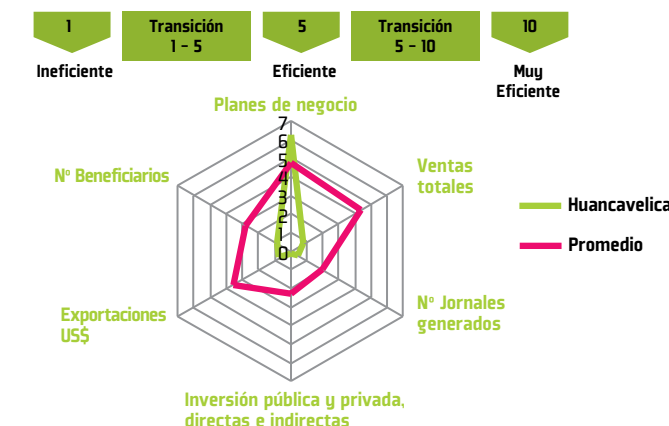 1
Transición
1 - 5
5
Transición
5 - 10
10
Ineficiente
Eficiente
Muy
Eficiente
Planes de negocio
7
6
5
4
3
2
1
0
Nº Beneficiarios
Ventas
totales
Huancavelica
Promedio
Exportaciones
US$
Nº Jornales
generados
Inversión pública y privada,
directas e indirectas